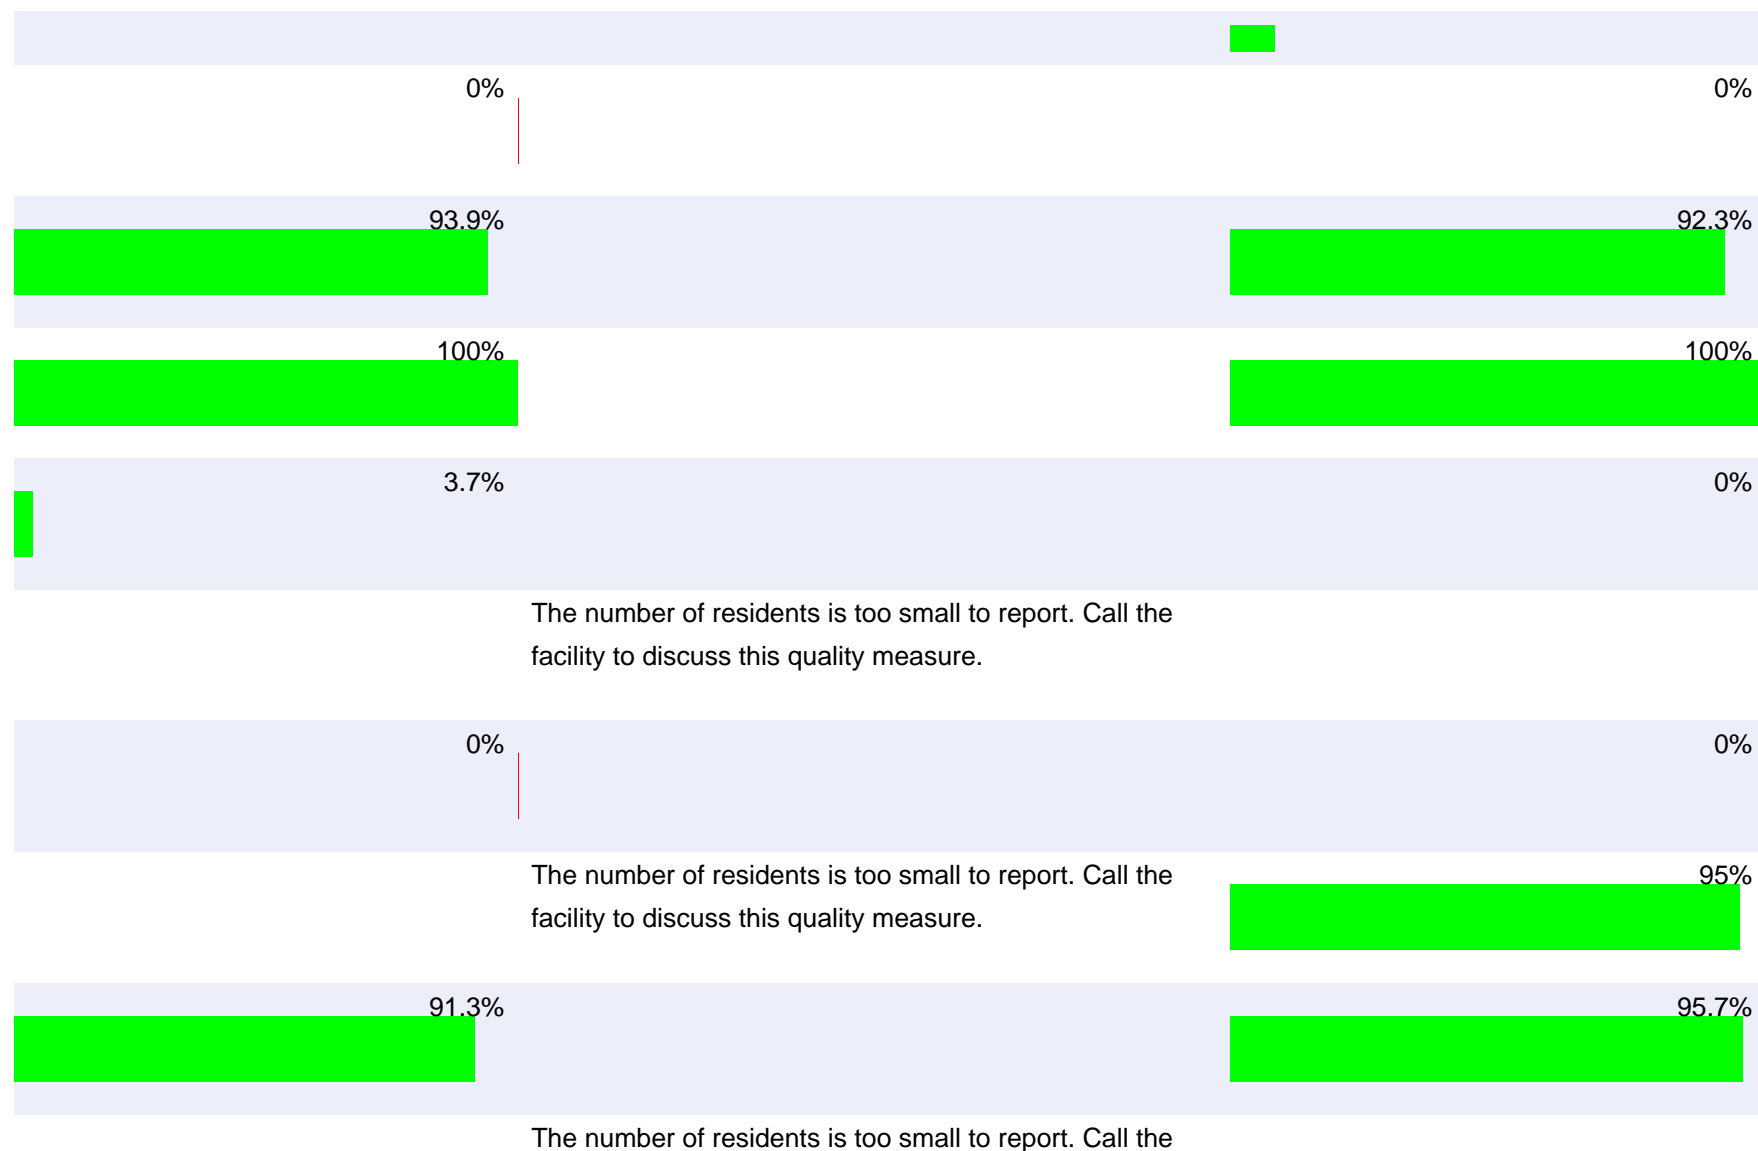 0% 0%
93.9% 92.3%
100% 100%
3.7% 0%
The number of residents is too small to report. Call the
facility to discuss this quality measure.
0% 0%
The number of residents is too small to report. Call the 95%
facility to discuss this quality measure.
91.3% 95.7%
The number of residents is too small to report. Call the